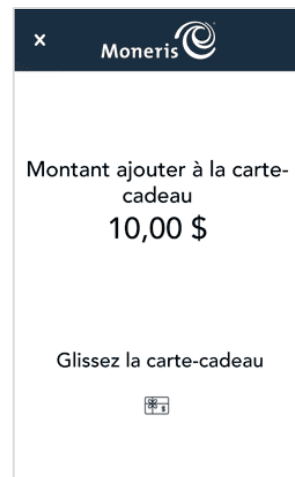 ×
Moneris
Montant ajouter à la carte-
cadeau
10,00 $
Glissez la carte-cadeau
$